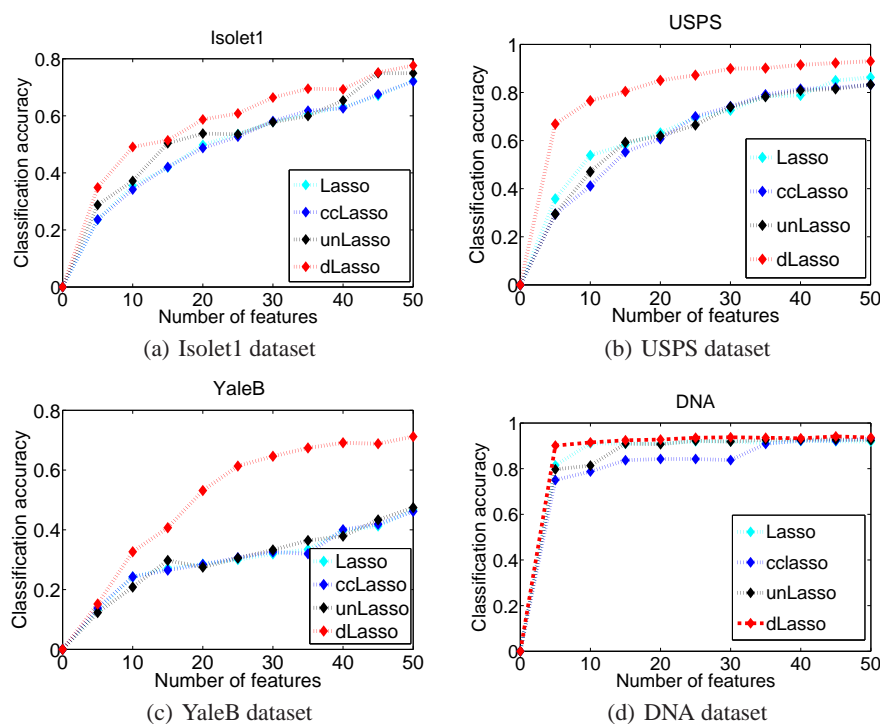 Isolet1
Classification accuracy
0.8
0.6
0.4
0.2
0
0 10 20 30 40 50
Number of features
Lasso
ccLasso
unLasso
dLasso
(a) Isolet1 dataset
USPS
Classification accuracy
1
0.8
0.6
0.4
0.2
0
0 10 20 30 40 50
Number of features
Lasso
ccLasso
unLasso
dLasso
(b) USPS dataset
YaleB
Classification accuracy
0.8
0.6
0.4
0.2
0
0 10 20 30 40 50
Number of features
Lasso
ccLasso
unLasso
dLasso
(c) YaleB dataset
DNA
Classification accuracy
1
0.8
0.6
0.4
0.2
0
0 10 20 30 40 50
Number of features
Lasso
cclasso
unLasso
dLasso
(d) DNA dataset